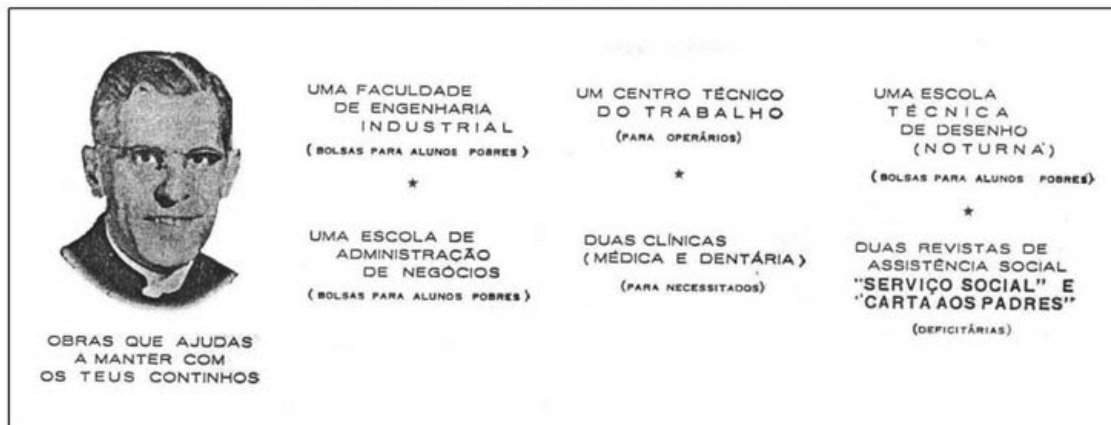 OBRAS QUE AJUDAS
A MANTER COM
OS TEUS CONTINHOS
UMA FACULDADE
DE ENGENHARIA
INDUSTRIAL
(BOLSAS PARA ALUNOS POBRES)
★
UMA ESCOLA DE
ADMINISTRAÇÃO
DE NEGÓCIOS
(BOLSAS PARA ALUNOS POBRES)
UM CENTRO TÉCNICO
DO TRABALHO
(PARA OPERÁRIOS)
★
DUAS CLÍNICAS
(MÉDICA E DENTÁRIA)
(PARA NECESSITADOS)
UMA ESCOLA
TÉCNICA
DE DESENHO
(NOTURNA)
(BOLSAS PARA ALUNOS POBRES)
★
DUAS REVISTAS DE
ASSISTÊNCIA SOCIAL
"SERVIÇO SOCIAL" E
"CARTA AOS PADRES"
(DEFICITÁRIAS)